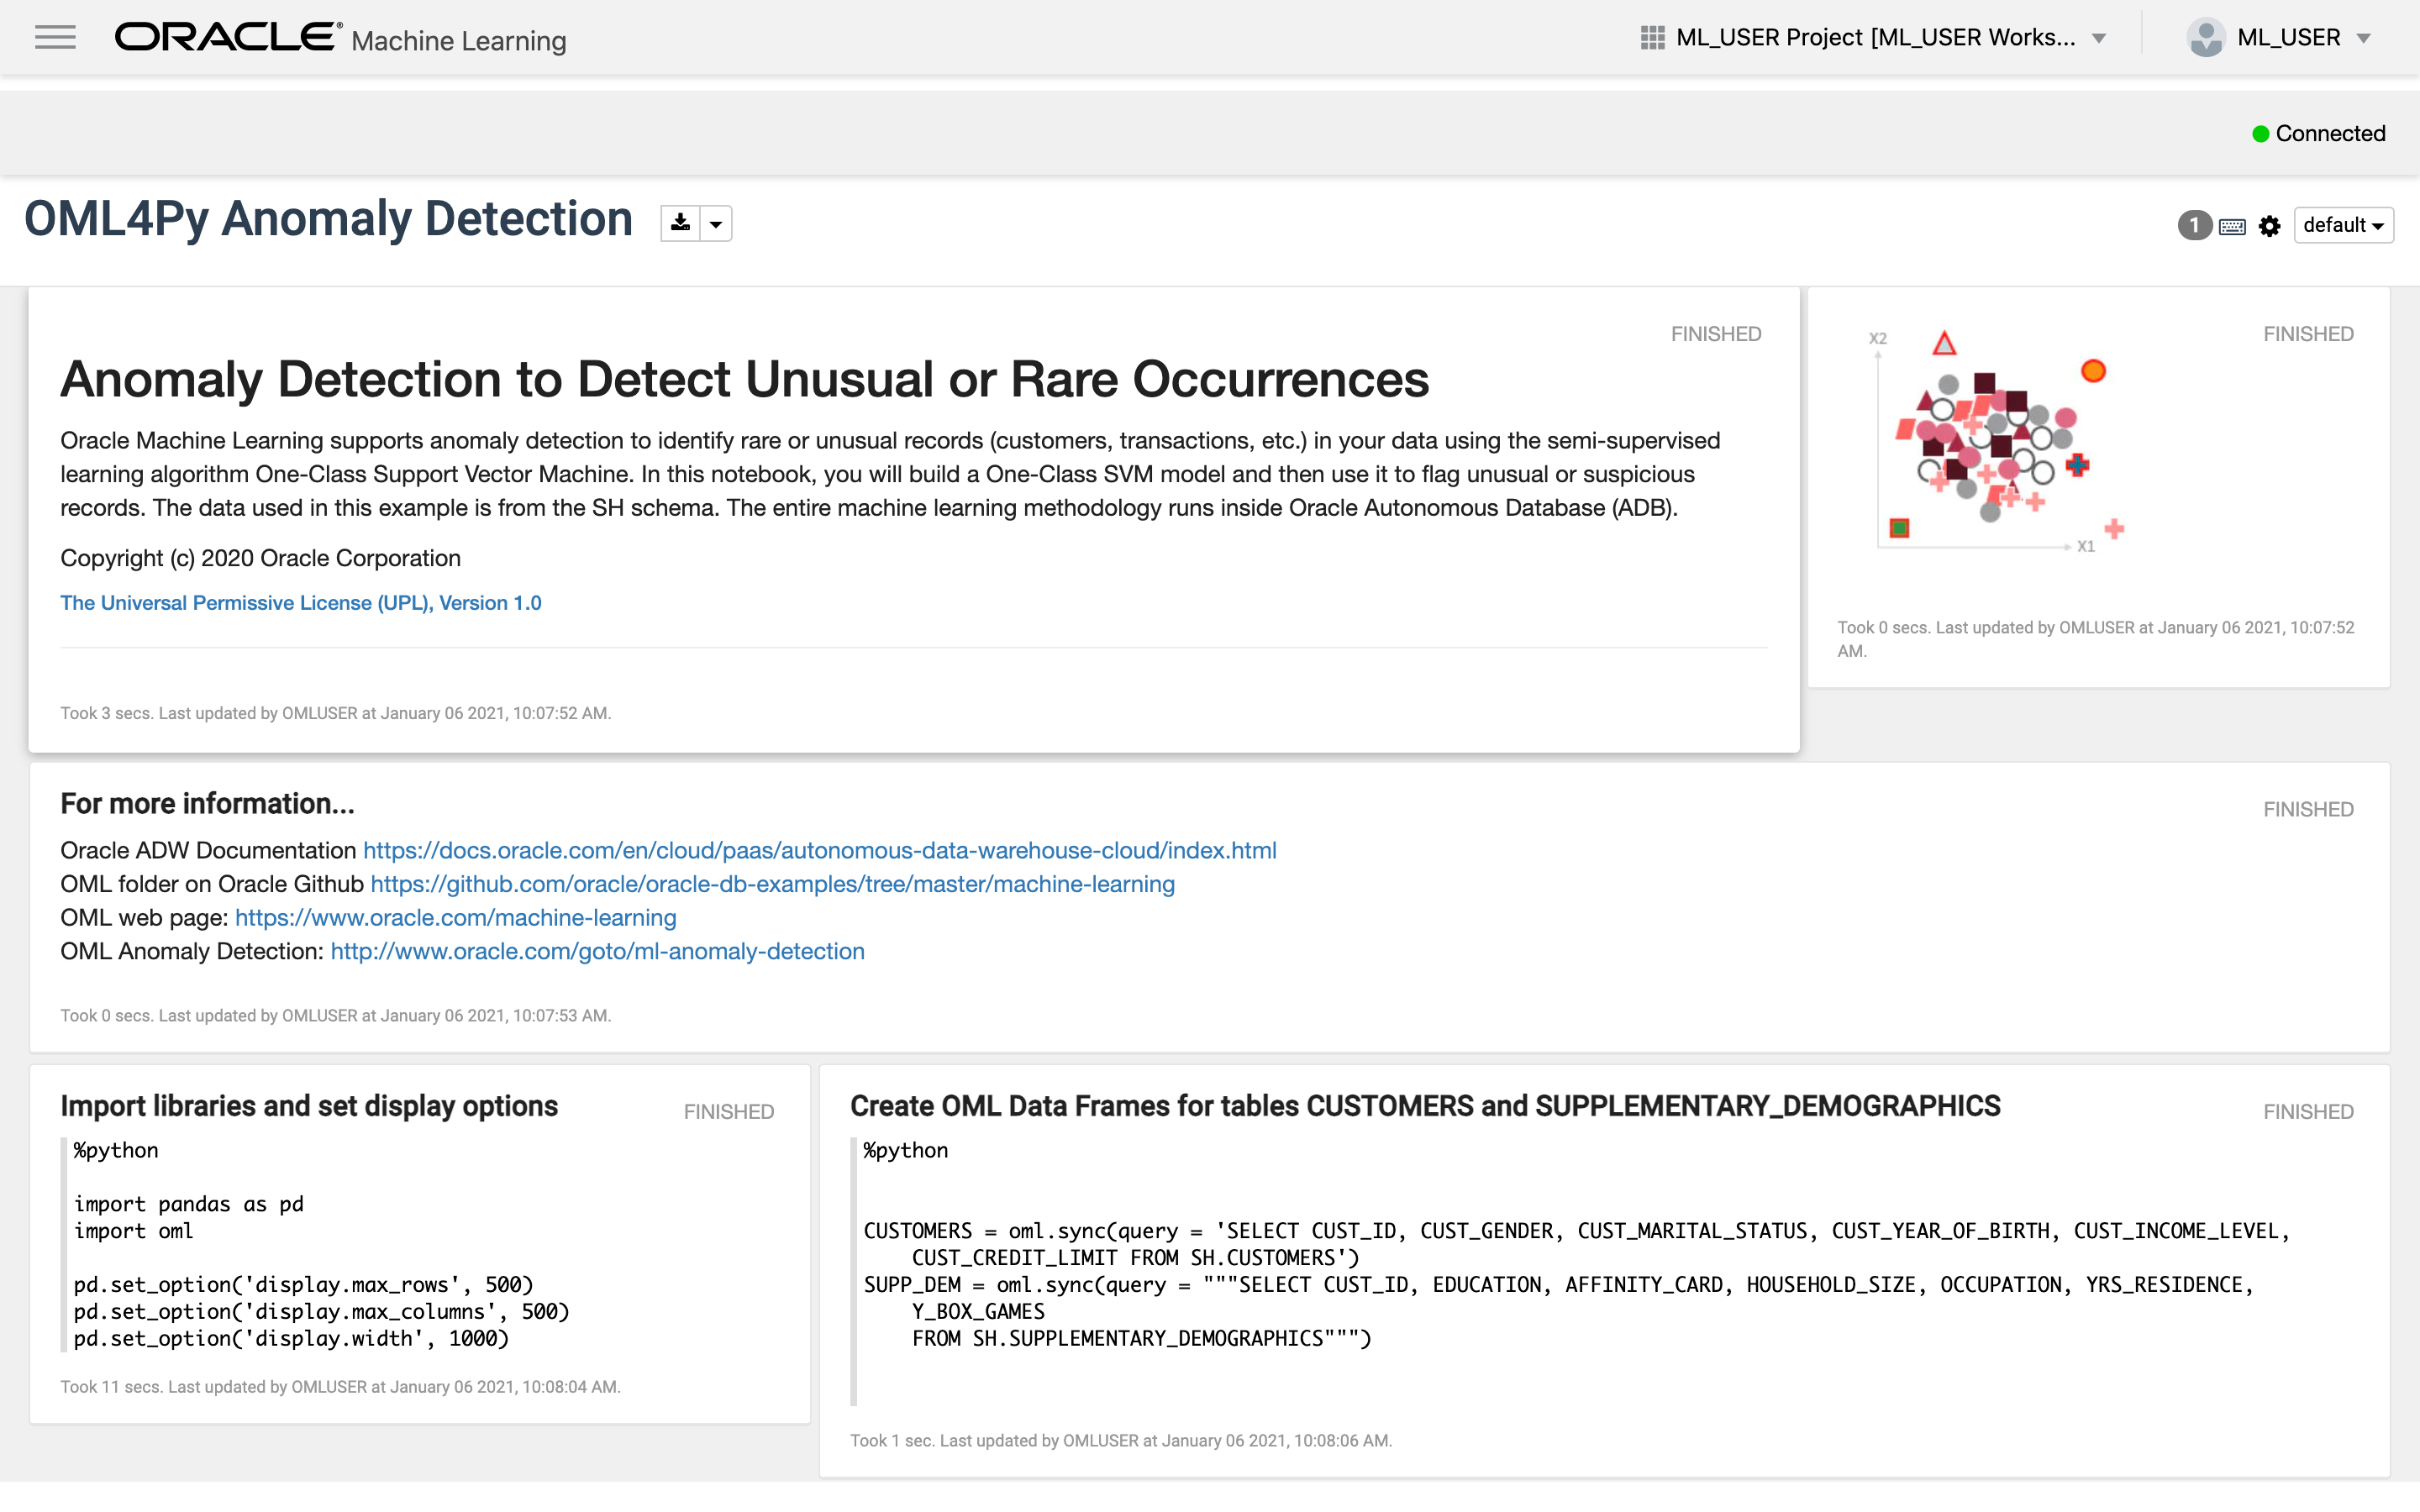 ORACLE® Machine Learning
ML_USER Project [ML_USER Works...
ML_USER
Connected
OML4Py Anomaly Detection
1
default
FINISHED
Anomaly Detection to Detect Unusual or Rare Occurrences
Oracle Machine Learning supports anomaly detection to identify rare or unusual records (customers, transactions, etc.) in your data using the semi-supervised
learning algorithm One-Class Support Vector Machine. In this notebook, you will build a One-Class SVM model and then use it to flag unusual or suspicious
records. The data used in this example is from the SH schema. The entire machine learning methodology runs inside Oracle Autonomous Database (ADB).
Copyright (c) 2020 Oracle Corporation
The Universal Permissive License (UPL), Version 1.0
Took 3 secs. Last updated by OMLUSER at January 06 2021, 10:07:52 AM.
FINISHED
X2
X1
Took 0 secs. Last updated by OMLUSER at January 06 2021, 10:07:52
AM.
For more information...
FINISHED
Oracle ADW Documentation https://docs.oracle.com/en/cloud/paas/autonomous-data-warehouse-cloud/index.html
OML folder on Oracle Github https://github.com/oracle/oracle-db-examples/tree/master/machine-learning
OML web page: https://www.oracle.com/machine-learning
OML Anomaly Detection: http://www.oracle.com/goto/ml-anomaly-detection
Took 0 secs. Last updated by OMLUSER at January 06 2021, 10:07:53 AM.
Import libraries and set display options
FINISHED
%python
import pandas as pd
import oml
pd.set_option('display.max_rows', 500)
pd.set_option('display.max_columns', 500)
pd.set_option('display.width', 1000)
Took 11 secs. Last updated by OMLUSER at January 06 2021, 10:08:04 AM.
Create OML Data Frames for tables CUSTOMERS and SUPPLEMENTARY_DEMOGRAPHICS
FINISHED
%python
CUSTOMERS = oml.sync(query = 'SELECT CUST_ID, CUST_GENDER, CUST_MARITAL_STATUS, CUST_YEAR_OF_BIRTH, CUST_INCOME_LEVEL,
CUST_CREDIT_LIMIT FROM SH.CUSTOMERS')
SUPP_DEM = oml.sync(query = """SELECT CUST_ID, EDUCATION, AFFINITY_CARD, HOUSEHOLD_SIZE, OCCUPATION, YRS_RESIDENCE,
Y_BOX_GAMES
FROM SH.SUPPLEMENTARY_DEMOGRAPHICS""")
Took 1 sec. Last updated by OMLUSER at January 06 2021, 10:08:06 AM.